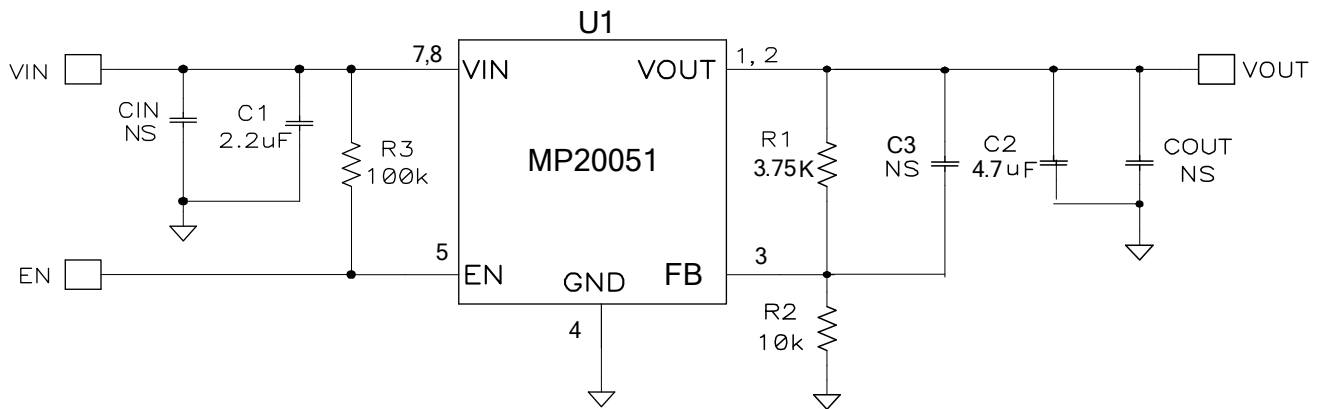 U1
VIN
7,8
VIN
VOUT
1, 2
VOUT
CIN
NS
C1
2.2uF
R3
100k
MP20051
R1
3.75K
C3
NS
C2
4.7uF
COUT
NS
EN
5
EN
GND
FB
3
4
R2
10k